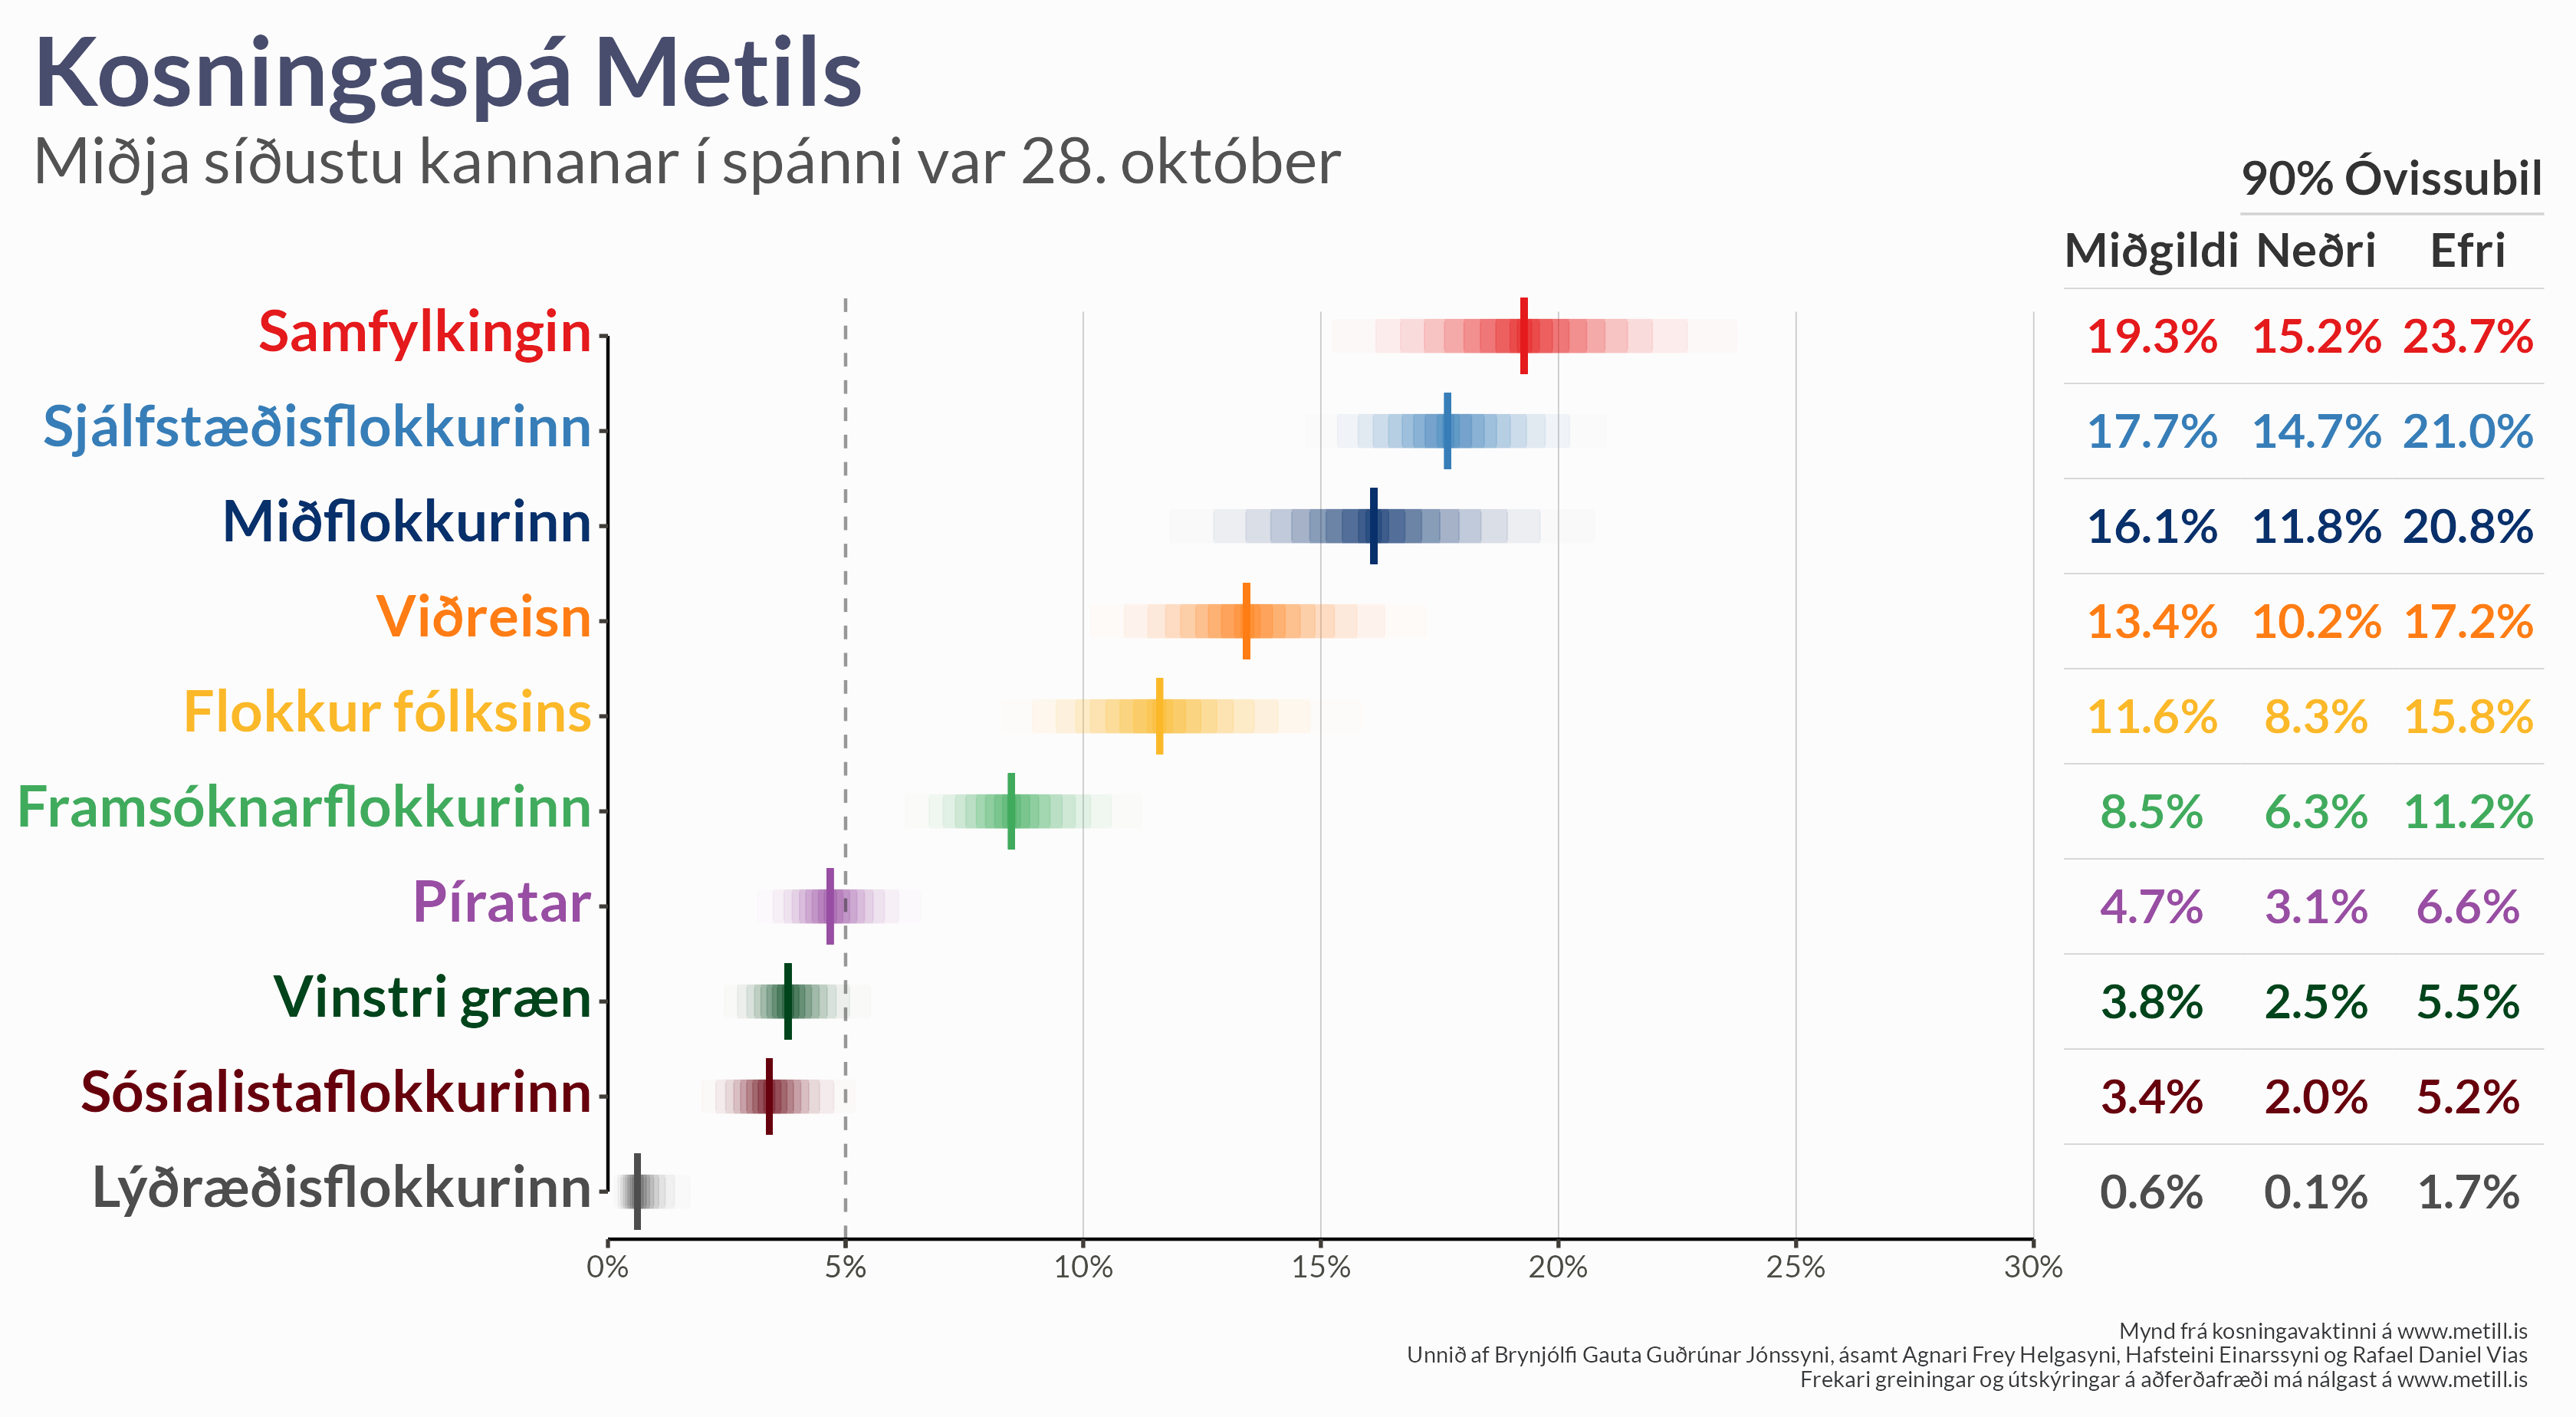 Kosningaspá Metils
Miðja síðustu kannanar í spánni var 28. október
90% Óvissubil
Miðgildi Neðri Efri
Samfylkingin 19.3% 15.2% 23.7%
Sjálfstæðisflokkurinn 17.7% 14.7% 21.0%
Miðflokkurinn 16.1% 11.8% 20.8%
Viðreisn 13.4% 10.2% 17.2%
Flokkur fólksins 11.6% 8.3% 15.8%
Framsóknarflokkurinn 8.5% 6.3% 11.2%
Píratar 4.7% 3.1% 6.6%
Vinstri græn 3.8% 2.5% 5.5%
Sósíalistaflokkurinn 3.4% 2.0% 5.2%
Lýðræðisflokkurinn 0.6% 0.1% 1.7%
0% 5% 10% 15% 20% 25% 30%
Mynd frá kosningavaktinni á www.metill.is
Unnið af Brynjólfi Gauta Guðrúnar Jónssyni, ásamt Agnari Frey Helgasyni, Hafsteini Einarssyni og Rafael Daniel Vias
Frekari greiningar og útskýringar á aðferðafræði má nálgast á www.metill.is